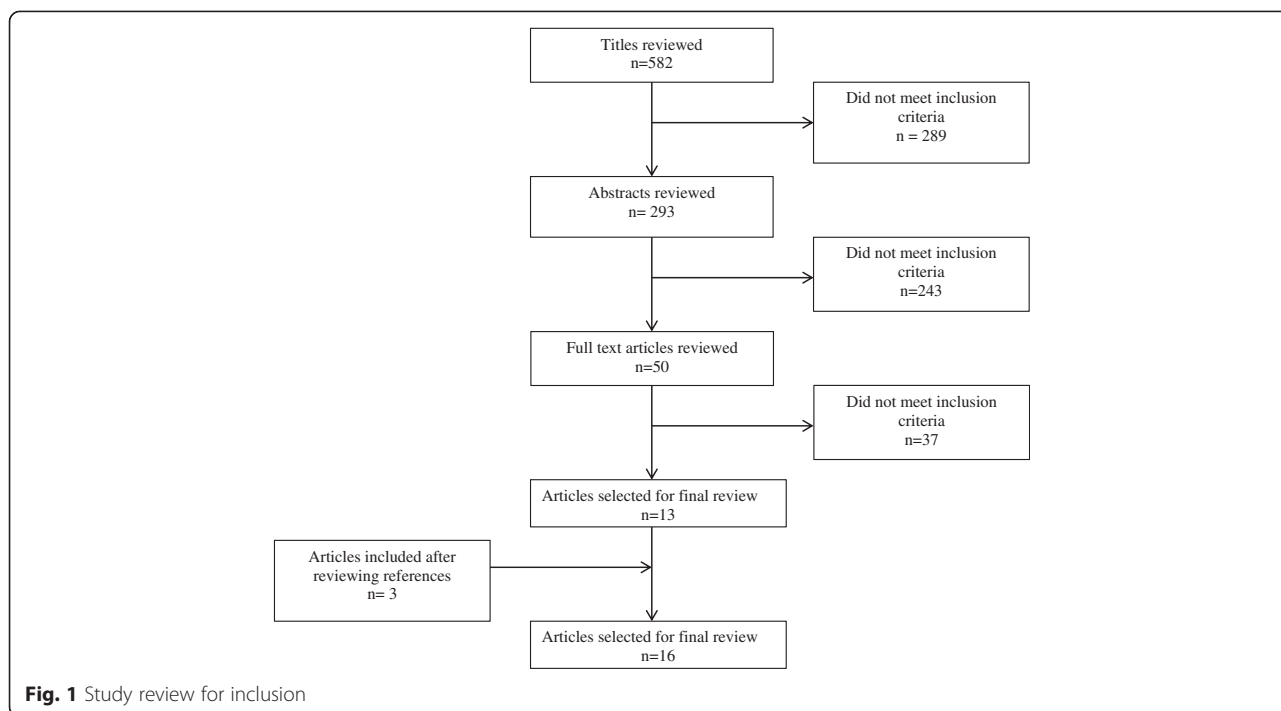 Titles reviewed
n=582
Did not meet inclusion
criteria
n = 289
Abstracts reviewed
n= 293
Did not meet inclusion
criteria
n=243
Full text articles reviewed
n=50
Did not meet inclusion
criteria
n=37
Articles selected for final review
n=13
Articles included after
reviewing references
n= 3
Articles selected for final review
n=16
Fig. 1 Study review for inclusion